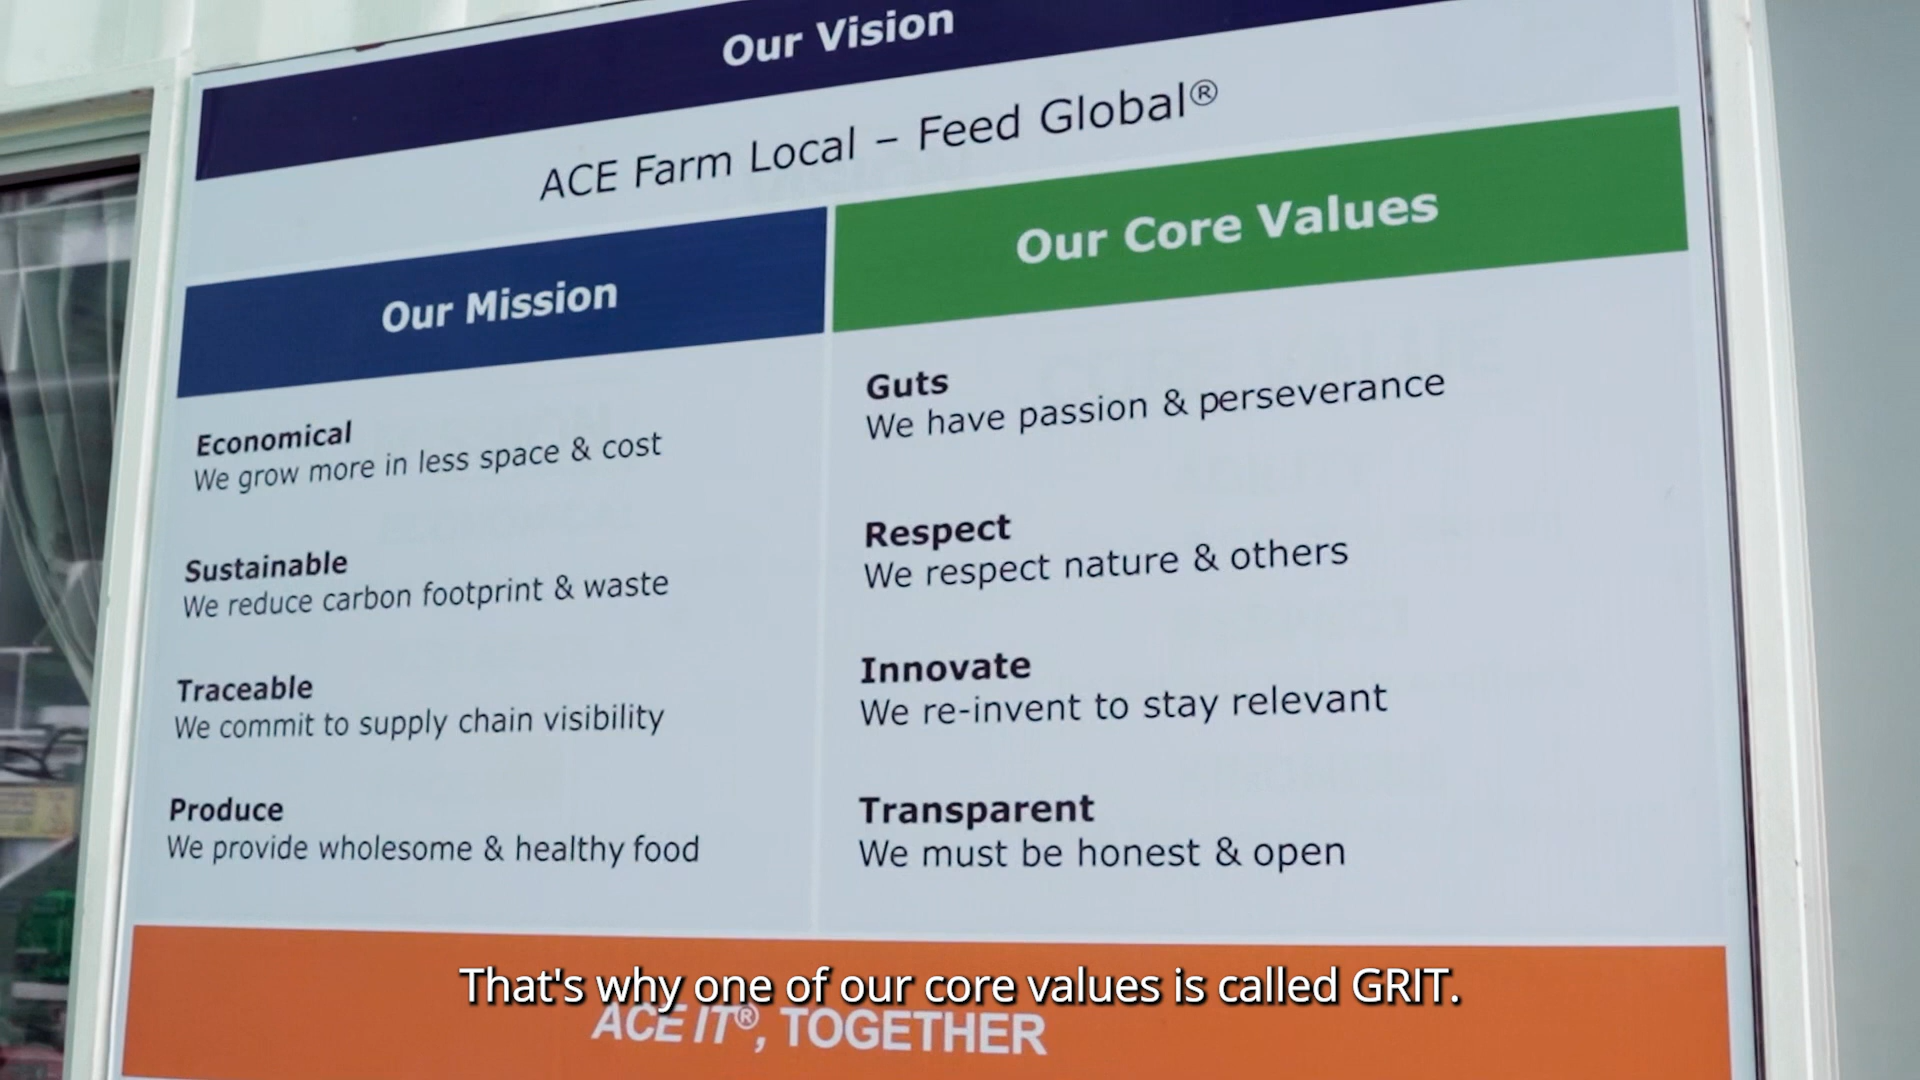 Our Vision
ACE Farm Local – Feed Global®
Our Mission
Economical
We grow more in less space & cost
Sustainable
We reduce carbon footprint & waste
Traceable
We commit to supply chain visibility
Produce
We provide wholesome & healthy food
Our Core Values
Guts
We have passion & perseverance
Respect
We respect nature & others
Innovate
We re-invent to stay relevant
Transparent
We must be honest & open
That's why one of our core values is called GRIT.
ACE IT®, TOGETHER